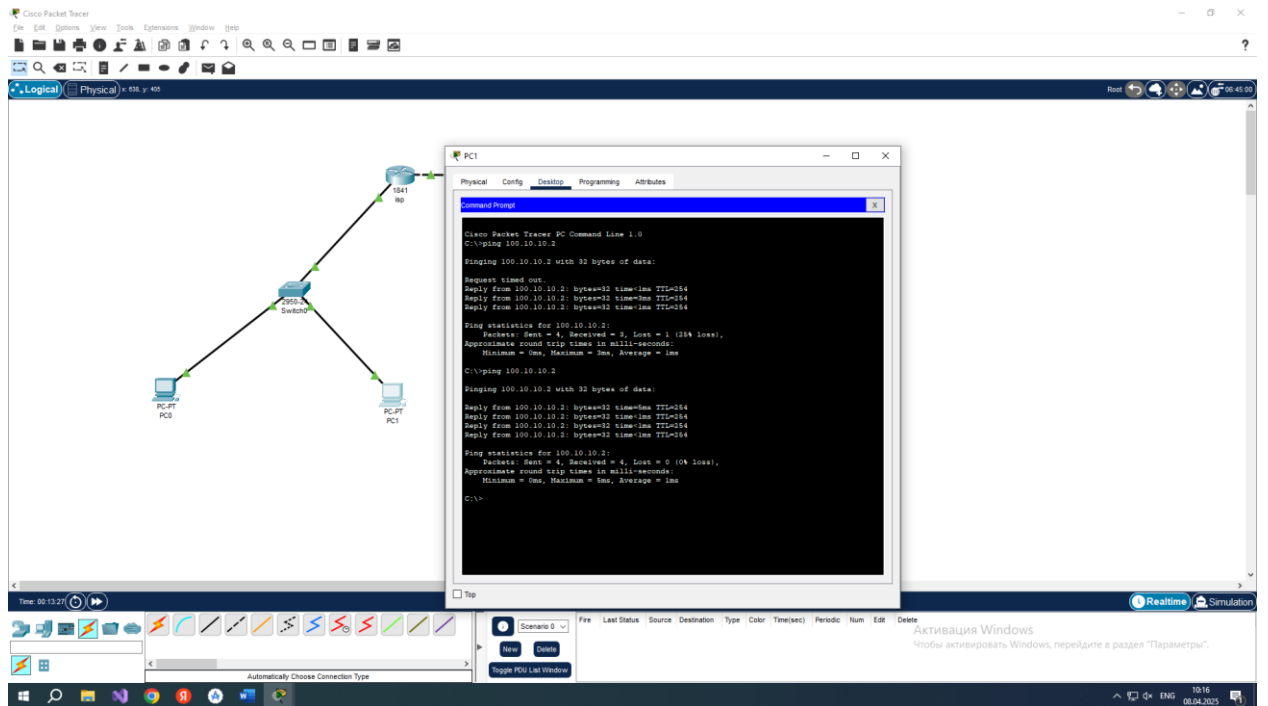 Cisco Packet Tracer
File Edit Options View Tools Extensions Window Help
?
Logical Physical x: 638, y: 405
Root 06:45:00
1841
isp
2950-24
Switch0
PC-PT
PC0
PC-PT
PC1
PC1
Physical Config Desktop Programming Attributes
Command Prompt X
Cisco Packet Tracer PC Command Line 1.0
C:\>ping 100.10.10.2
Pinging 100.10.10.2 with 32 bytes of data:
Request timed out.
Reply from 100.10.10.2: bytes=32 time<1ms TTL=254
Reply from 100.10.10.2: bytes=32 time=3ms TTL=254
Reply from 100.10.10.2: bytes=32 time<1ms TTL=254
Ping statistics for 100.10.10.2:
Packets: Sent = 4, Received = 3, Lost = 1 (25% loss),
Approximate round trip times in milli-seconds:
Minimum = 0ms, Maximum = 3ms, Average = 1ms
C:\>ping 100.10.10.2
Pinging 100.10.10.2 with 32 bytes of data:
Reply from 100.10.10.2: bytes=32 time=5ms TTL=254
Reply from 100.10.10.2: bytes=32 time<1ms TTL=254
Reply from 100.10.10.2: bytes=32 time<1ms TTL=254
Reply from 100.10.10.2: bytes=32 time<1ms TTL=254
Ping statistics for 100.10.10.2:
Packets: Sent = 4, Received = 4, Lost = 0 (0% loss),
Approximate round trip times in milli-seconds:
Minimum = 0ms, Maximum = 5ms, Average = 1ms
C:\>
Top
Time: 00:13:27
Realtime Simulation
Scenario 0
New Delete
Toggle PDU List Window
Fire Last Status Source Destination Type Color Time(sec) Periodic Num Edit Delete
Активация Windows
Чтобы активировать Windows, перейдите в раздел "Параметры".
Automatically Choose Connection Type
ENG 10:16
08.04.2025